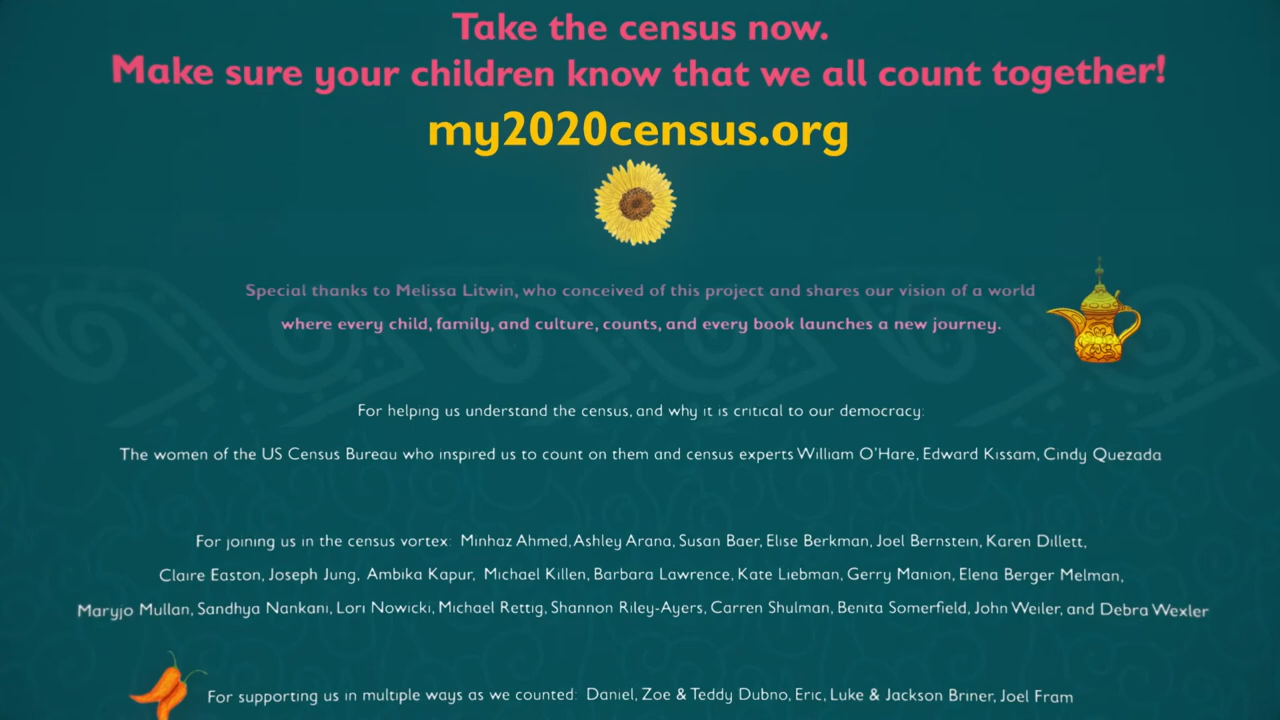 Take the census now.
Make sure your children know that we all count together!
my2020census.org
Special thanks to Melissa Litwin, who conceived of this project and shares our vision of a world
where every child, family, and culture, counts, and every book launches a new journey.
For helping us understand the census, and why it is critical to our democracy:
The women of the US Census Bureau who inspired us to count on them and census experts William O'Hare, Edward Kissam, Cindy Quezada
For joining us in the census vortex: Minhaz Ahmed, Ashley Arana, Susan Baer, Elise Berkman, Joel Bernstein, Karen Dillett,
Claire Easton, Joseph Jung, Ambika Kapur, Michael Killen, Barbara Lawrence, Kate Liebman, Gerry Manion, Elena Berger Melman,
Maryjo Mullan, Sandhya Nankani, Lori Nowicki, Michael Rettig, Shannon Riley-Ayers, Carren Shulman, Benita Somerfield, John Weiler, and Debra Wexler
For supporting us in multiple ways as we counted: Daniel, Zoe & Teddy Dubno, Eric, Luke & Jackson Briner, Joel Fram